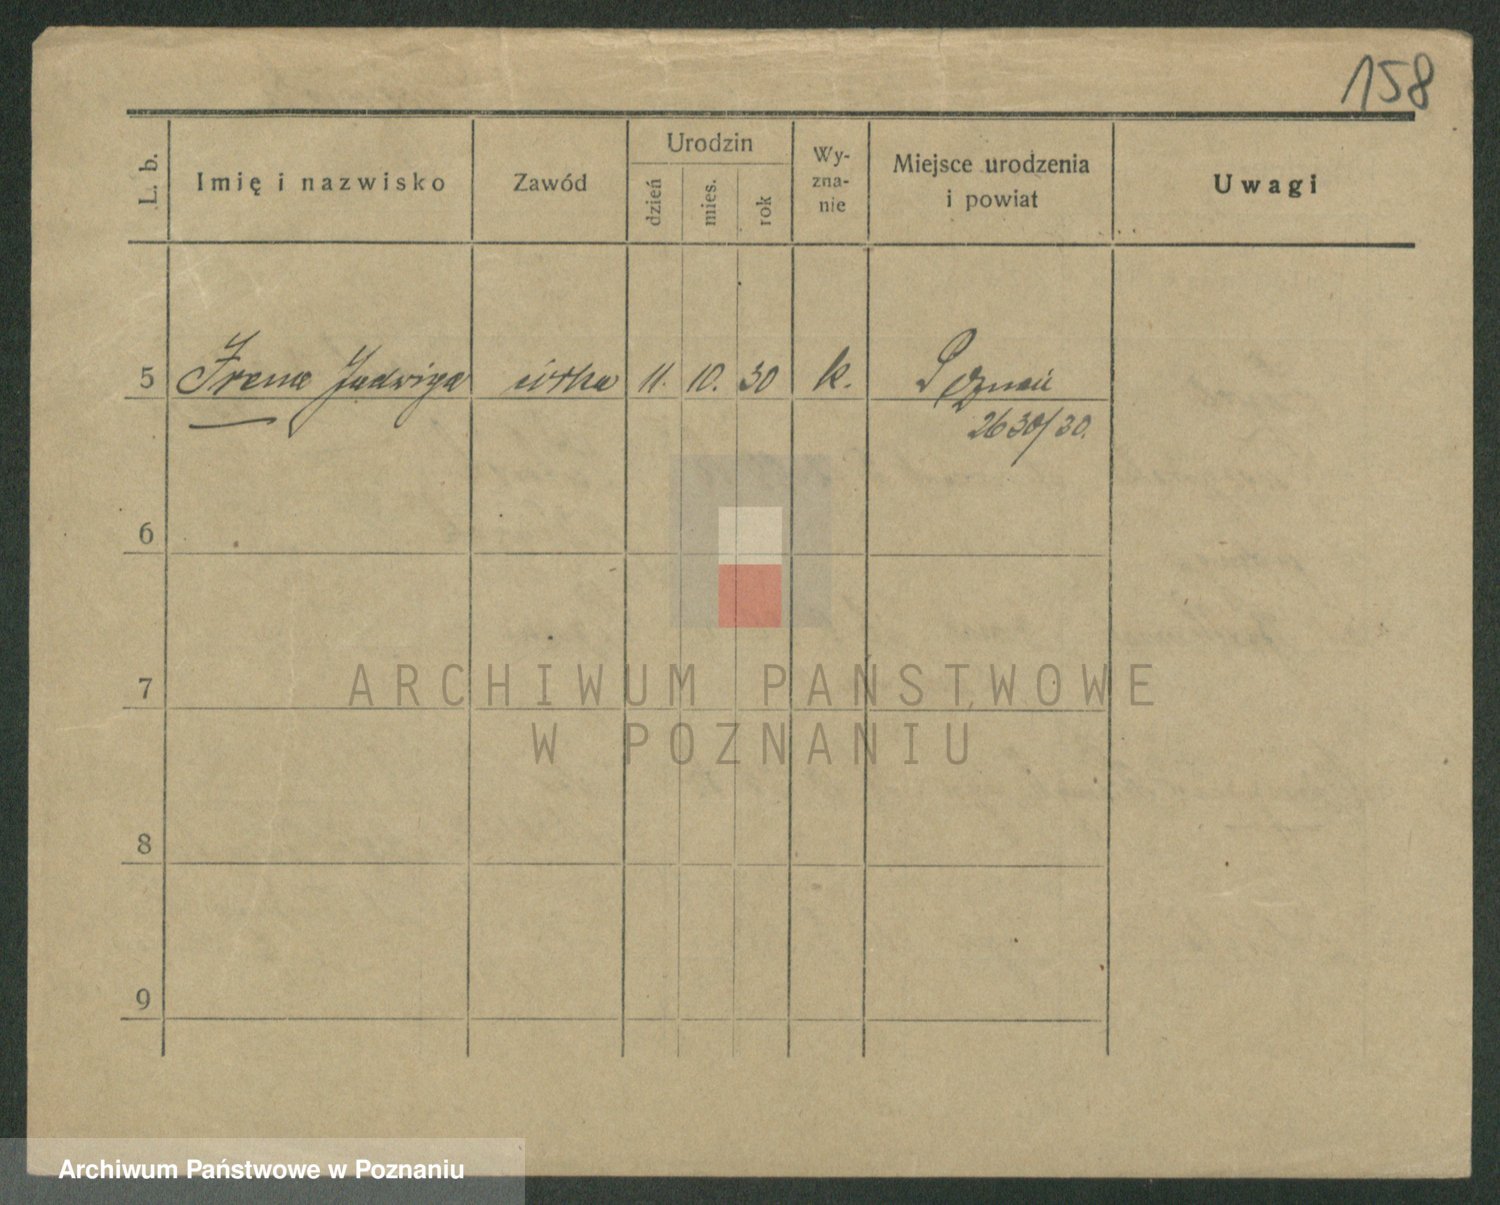 158
L. b. Imię i nazwisko Zawód Urodzin dzień mies. rok Wy-zna-nie Miejsce urodzenia i powiat Uwagi
5 Irena Jadwiga córka 11. 10. 30 k. Poznań
2630/30.
6
7
8
9
ARCHIWUM PAŃSTWOWE
W POZNANIU
Archiwum Państwowe w Poznaniu